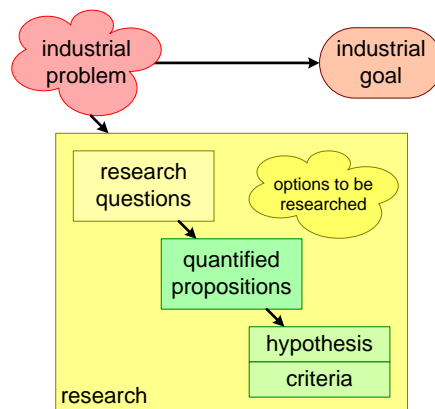 industrial
problem
industrial
goal
research
questions
options to be
researched
quantified
propositions
hypothesis
criteria
research